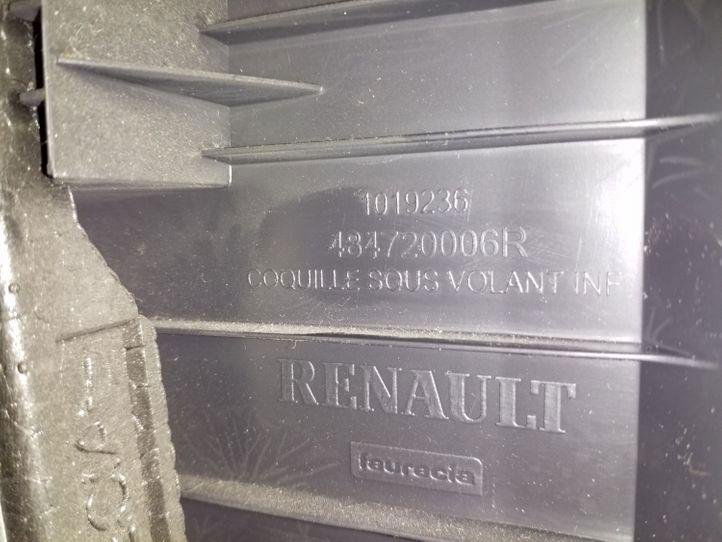 1019236
484720006R
COQUILLE SOUS VOLANT INF
RENAULT
faurecia